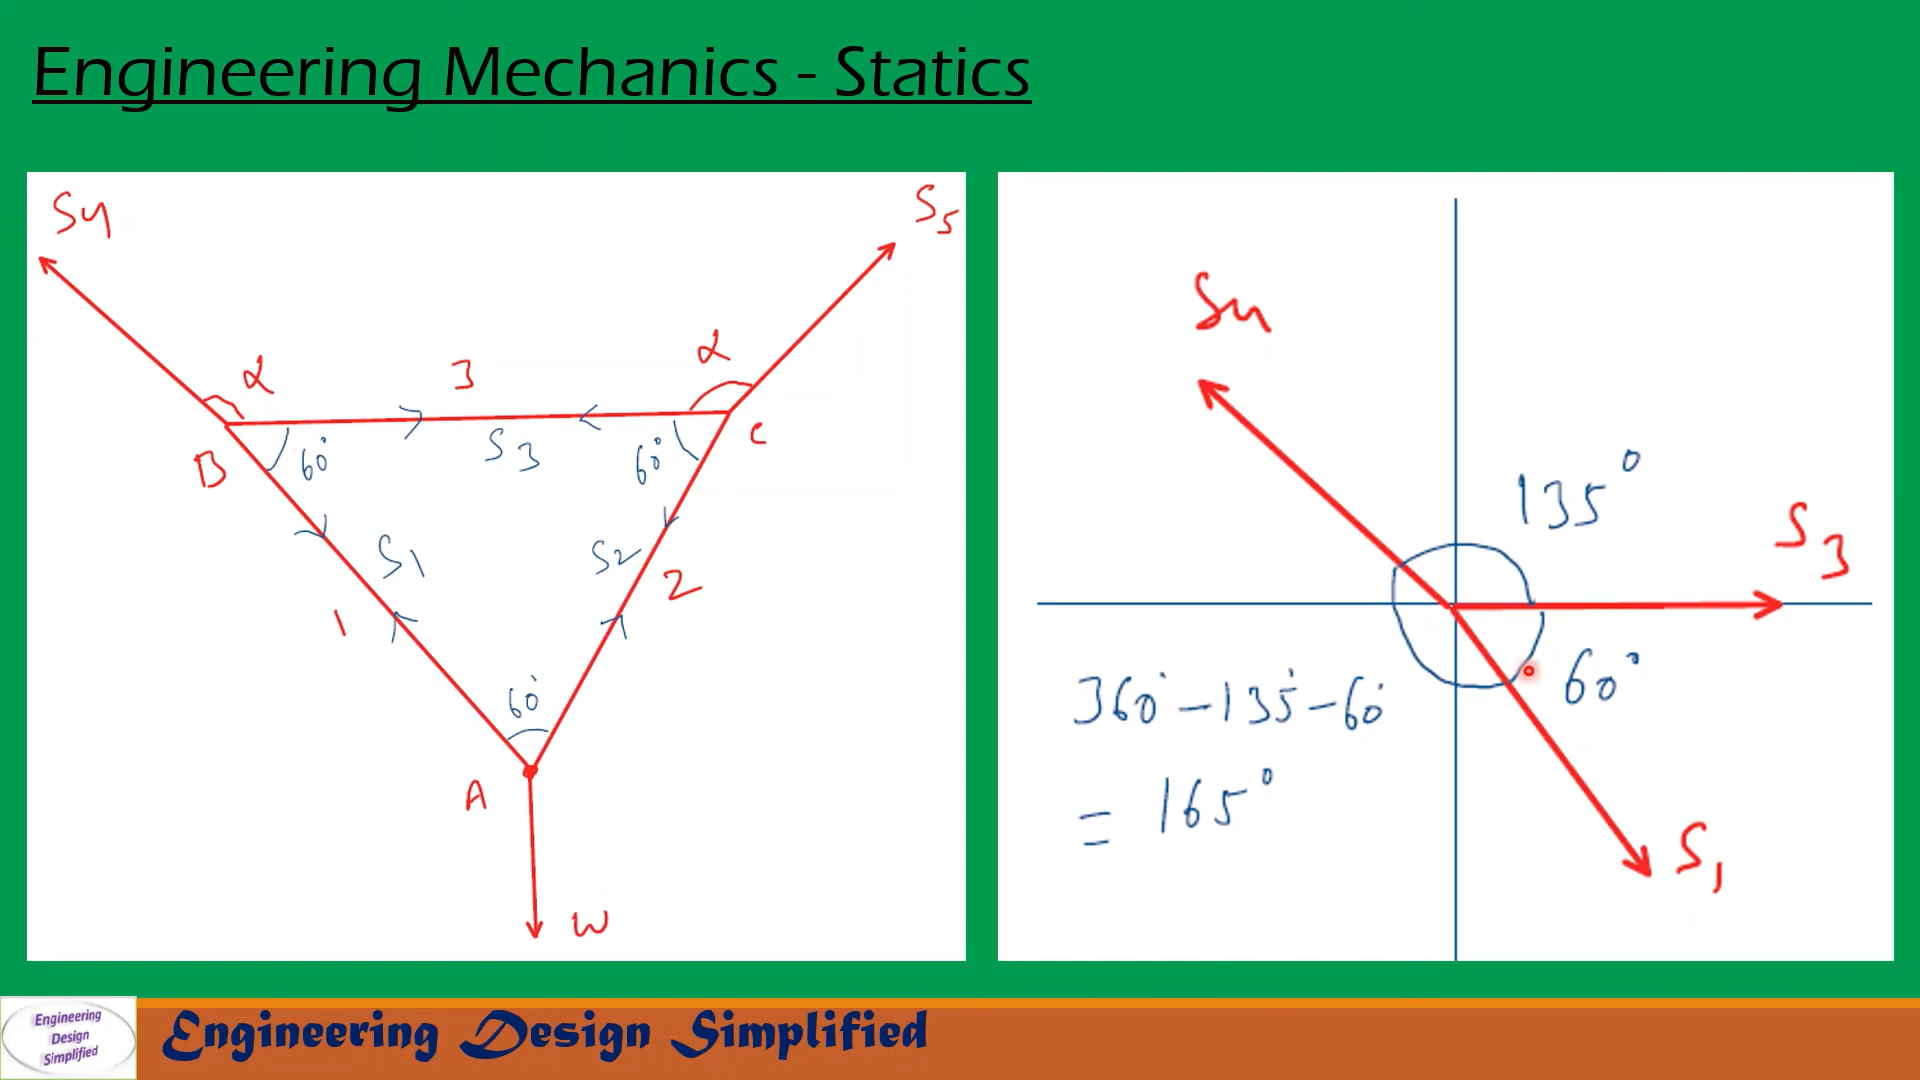 Engineering Mechanics - Statics
S4
S5
α
α
3
B
60°
S3
60°
C
S1
S2
1
2
60°
A
W
S4
135°
S3
60°
360° - 135° - 60°
= 165°
S1
Engineering
Design
Simplified
Engineering Design Simplified